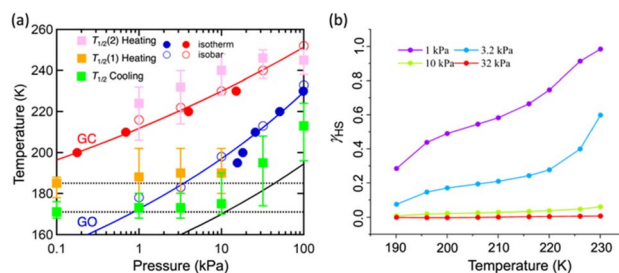 (a)
Temperature (K)
260
240
220
200
180
160
T1/2(2) Heating
T1/2(1) Heating
T1/2 Cooling
isotherm
isobar
GC
GO
0.1
1
10
100
Pressure (kPa)
(b)
γHS
1.0
0.8
0.6
0.4
0.2
0.0
1 kPa
3.2 kPa
10 kPa
32 kPa
190
200
210
220
230
Temperature (K)